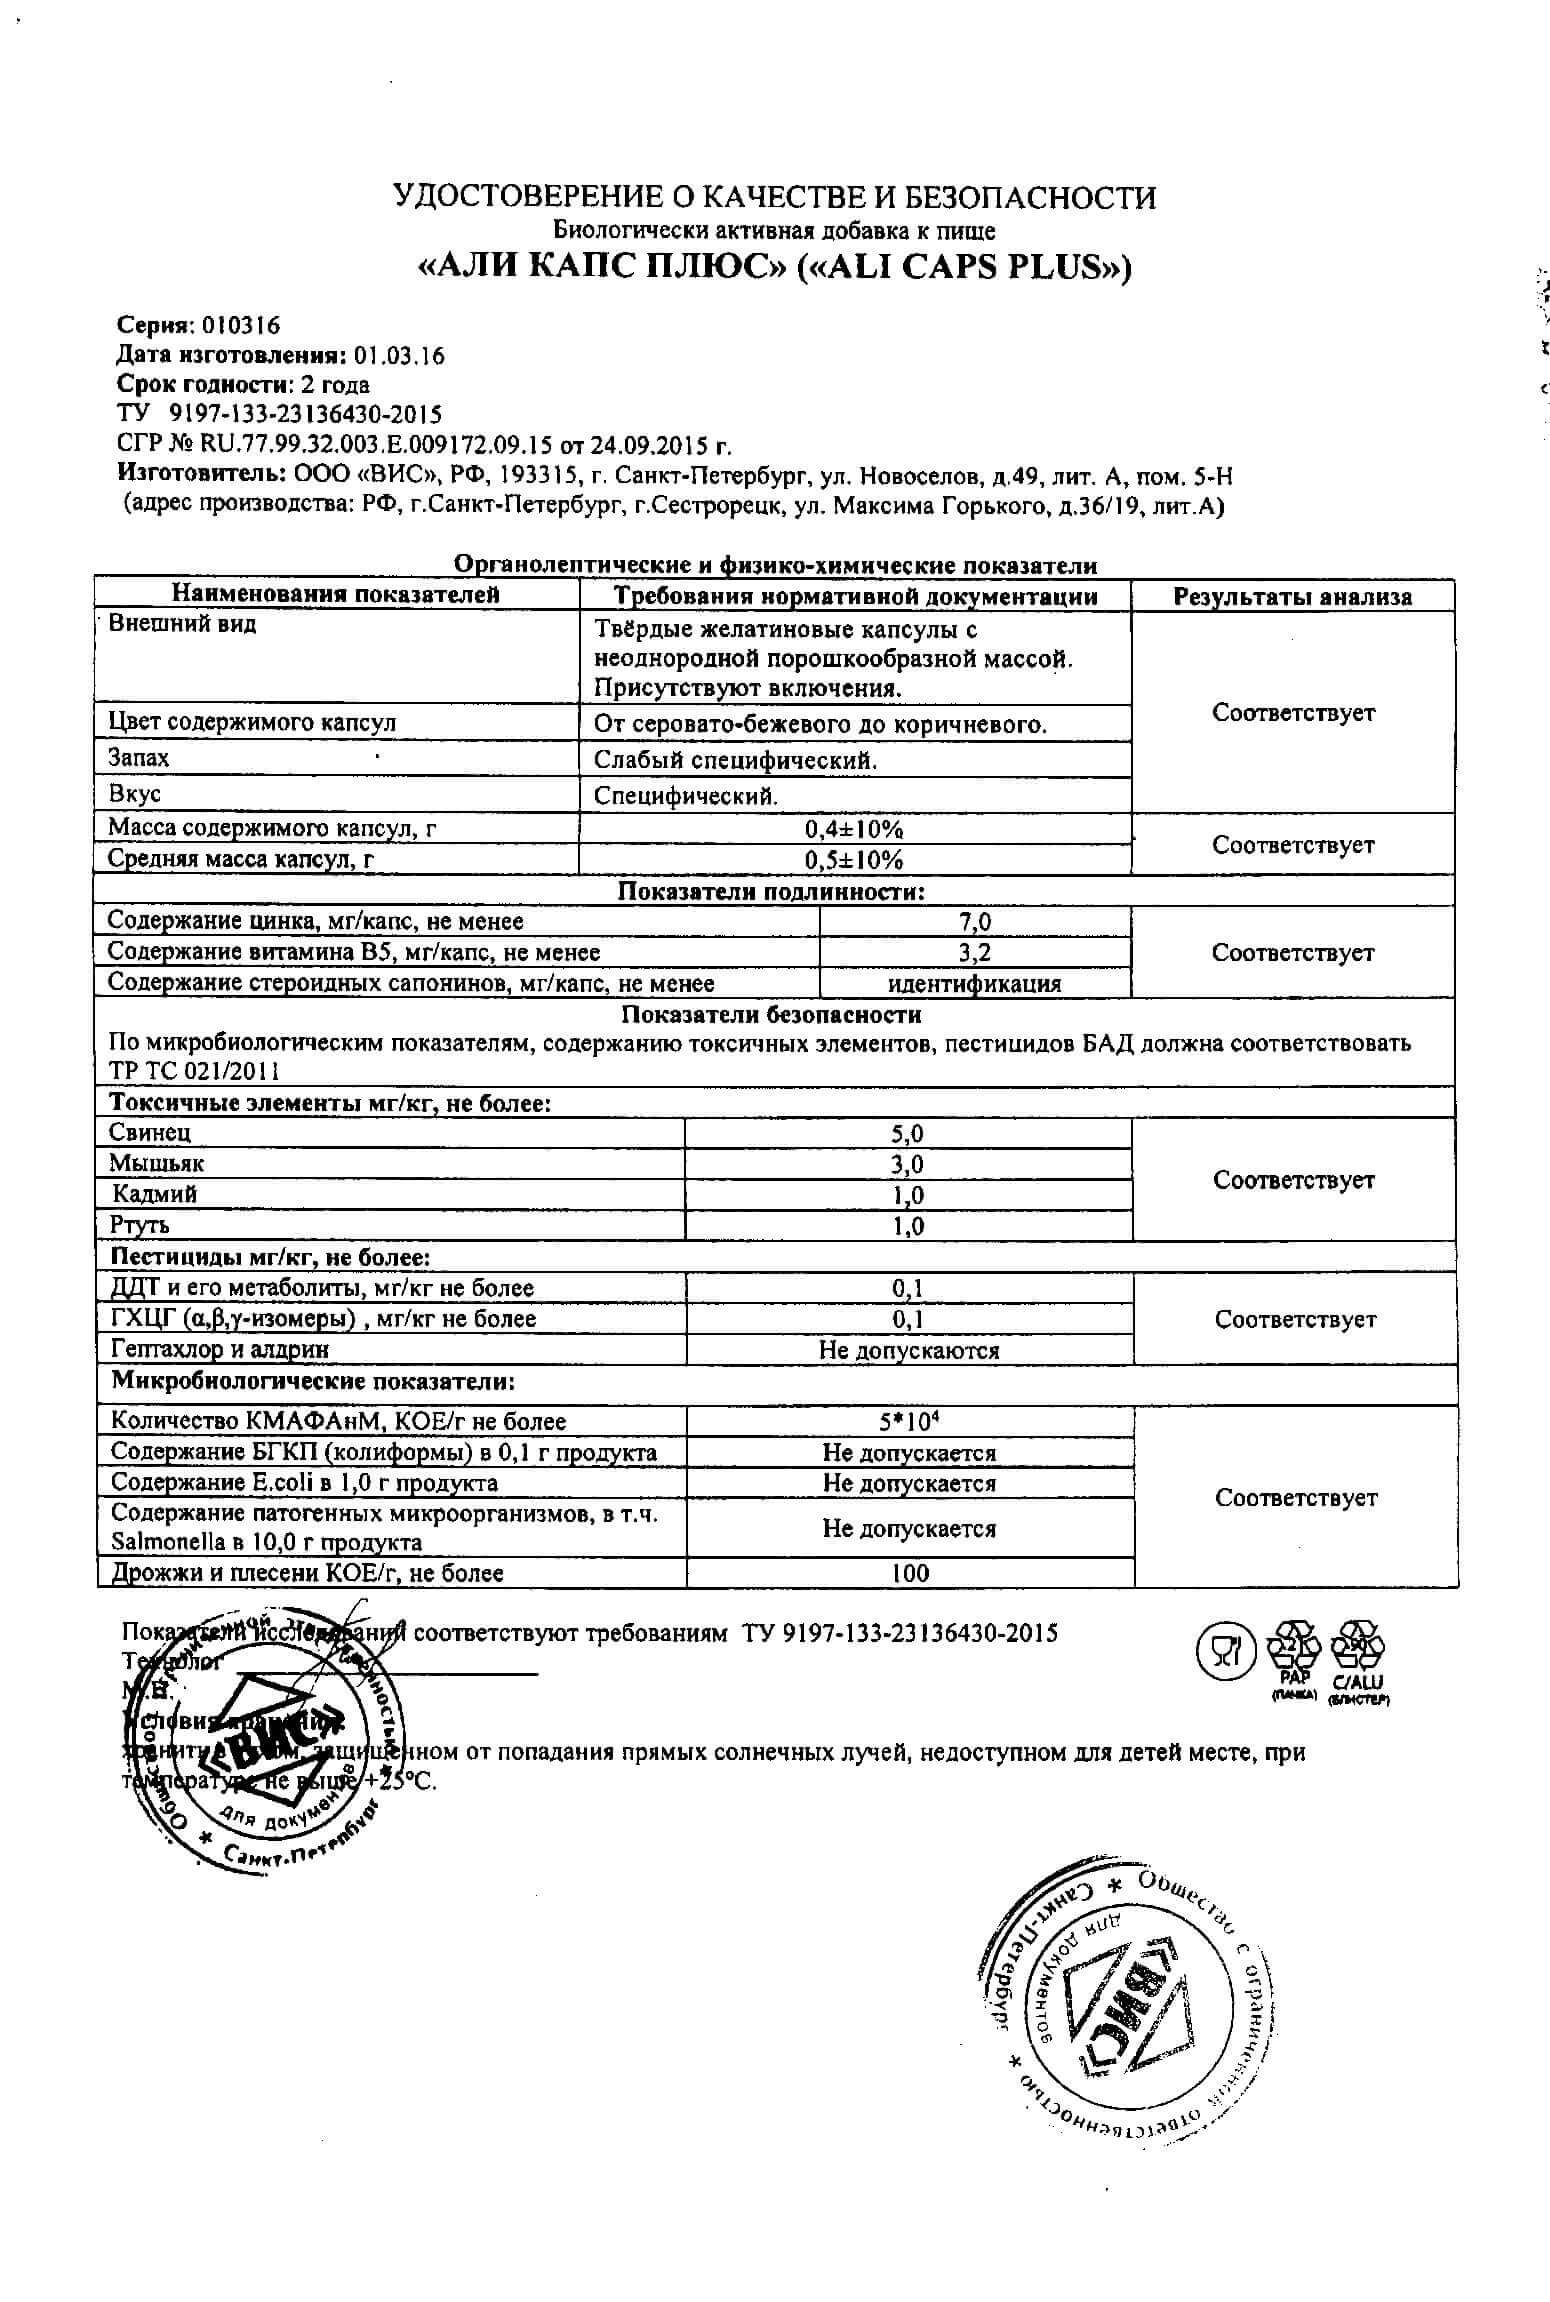 УДОСТОВЕРЕНИЕ О КАЧЕСТВЕ И БЕЗОПАСНОСТИ
Биологически активная добавка к пище
«АЛИ КАПС ПЛЮС» («ALI CAPS PLUS»)
Серия: 010316
Дата изготовления: 01.03.16
Срок годности: 2 года
ТУ 9197-133-23136430-2015
СГР № RU.77.99.32.003.Е.009172.09.15 от 24.09.2015 г.
Изготовитель: ООО «ВИС», РФ, 193315, г. Санкт-Петербург, ул. Новоселов, д.49, лит. А, пом. 5-Н
(адрес производства: РФ, г.Санкт-Петербург, г.Сестрорецк, ул. Максима Горького, д.36/19, лит.А)
Органолептические и физико-химические показатели
Наименования показателей Требования нормативной документации Результаты анализа
Внешний вид Твёрдые желатиновые капсулы с
неоднородной порошкообразной массой.
Присутствуют включения.
Соответствует
Цвет содержимого капсул От серовато-бежевого до коричневого.
Запах Слабый специфический.
Вкус Специфический.
Масса содержимого капсул, г 0,4±10%
Соответствует
Средняя масса капсул, г 0,5±10%
Показатели подлинности:
Содержание цинка, мг/капс, не менее 7,0
Содержание витамина В5, мг/капс, не менее 3,2 Соответствует
Содержание стероидных сапонинов, мг/капс, не менее идентификация
Показатели безопасности
По микробиологическим показателям, содержанию токсичных элементов, пестицидов БАД должна соответствовать
ТР ТС 021/2011
Токсичные элементы мг/кг, не более:
Свинец 5,0
Мышьяк 3,0
Соответствует
Кадмий 1,0
Ртуть 1,0
Пестициды мг/кг, не более:
ДДТ и его метаболиты, мг/кг не более 0,1
ГХЦГ (α,β,γ-изомеры) , мг/кг не более 0,1 Соответствует
Гептахлор и алдрин Не допускаются
Микробиологические показатели:
Количество КМАФАнМ, КОЕ/г не более 5*10⁴
Содержание БГКП (колиформы) в 0,1 г продукта Не допускается
Содержание E.coli в 1,0 г продукта Не допускается
Соответствует
Содержание патогенных микроорганизмов, в т.ч.
Salmonella в 10,0 г продукта Не допускается
Дрожжи и плесени КОЕ/г, не более 100
Показатели исследований соответствуют требованиям ТУ 9197-133-23136430-2015
Технолог
М.П.
Условия хранения:
хранить в сухом, защищенном от попадания прямых солнечных лучей, недоступном для детей месте, при
температуре не выше +25°С.
21
PAP
(ПАПКА)
90
C/ALU
(БЛИСТЕР)
Общество с ограниченной ответственностью * Санкт-Петербург *
«ВИС»
для документов
Общество с ограниченной ответственностью * Санкт-Петербург *
«ВИС»
для документов